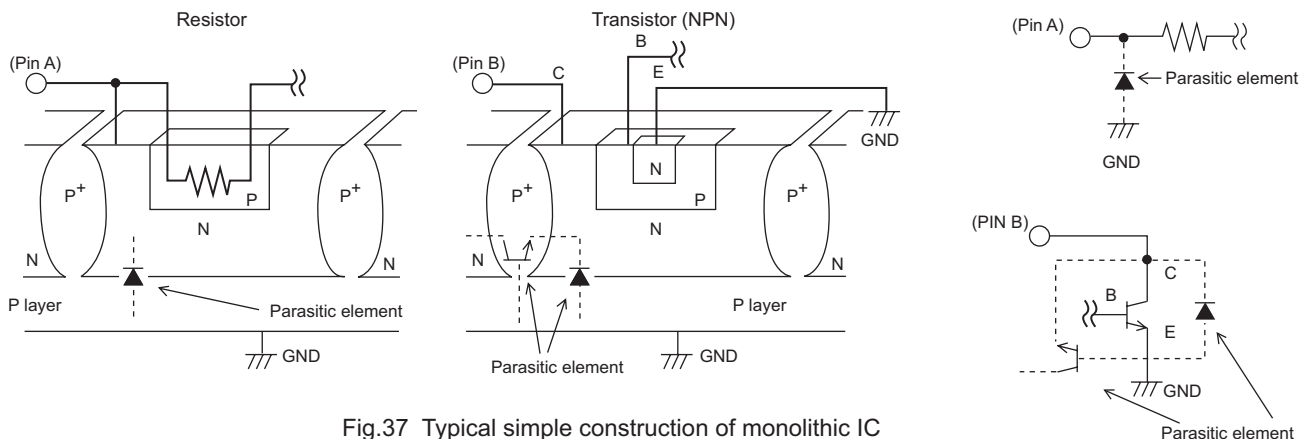 Resistor
(Pin A)
P+
P+
P
N
N
N
P layer
Parasitic element
GND
Transistor (NPN)
(Pin B)
C
B
E
GND
P+
P+
N
P
N
N
N
P layer
Parasitic element
GND
(Pin A)
Parasitic element
GND
(PIN B)
C
B
E
GND
Parasitic element
Fig.37 Typical simple construction of monolithic IC